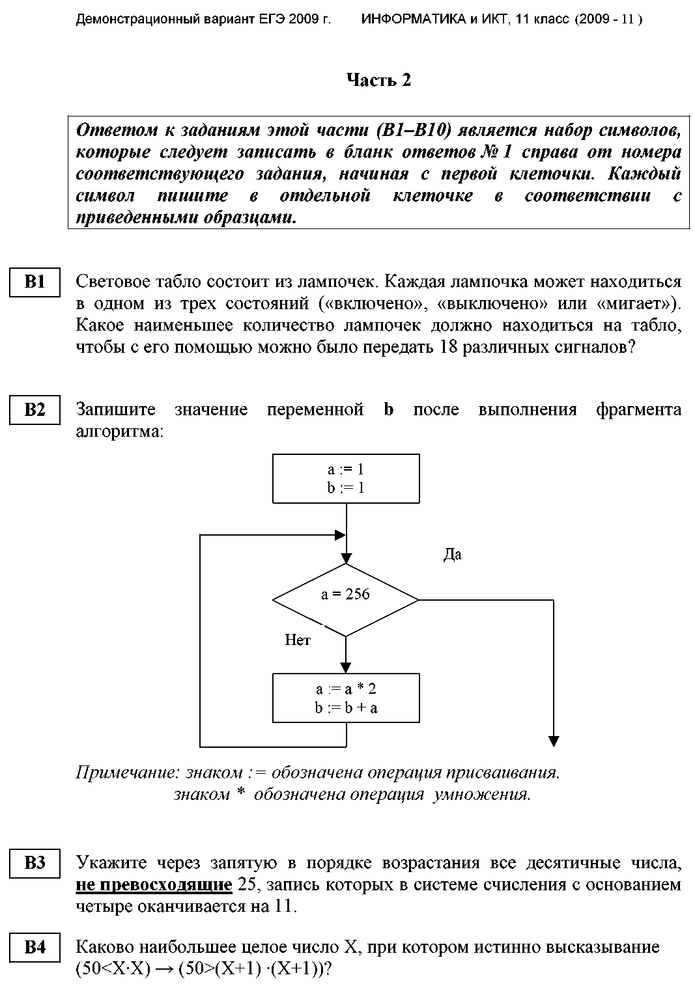 Демонстрационный вариант ЕГЭ 2009 г. ИНФОРМАТИКА и ИКТ, 11 класс (2009 - 11 )
Часть 2
Ответом к заданиям этой части (В1–В10) является набор символов,
которые следует записать в бланк ответов № 1 справа от номера
соответствующего задания, начиная с первой клеточки. Каждый
символ пишите в отдельной клеточке в соответствии с
приведенными образцами.
В1
Световое табло состоит из лампочек. Каждая лампочка может находиться
в одном из трех состояний («включено», «выключено» или «мигает»).
Какое наименьшее количество лампочек должно находиться на табло,
чтобы с его помощью можно было передать 18 различных сигналов?
В2
Запишите значение переменной b после выполнения фрагмента
алгоритма:
a := 1
b := 1
Да
a = 256
Нет
a := a * 2
b := b + a
Примечание: знаком := обозначена операция присваивания.
знаком * обозначена операция умножения.
В3
Укажите через запятую в порядке возрастания все десятичные числа,
не превосходящие 25, запись которых в системе счисления с основанием
четыре оканчивается на 11.
В4
Каково наибольшее целое число X, при котором истинно высказывание
(50<X·X) → (50>(X+1) ·(X+1))?